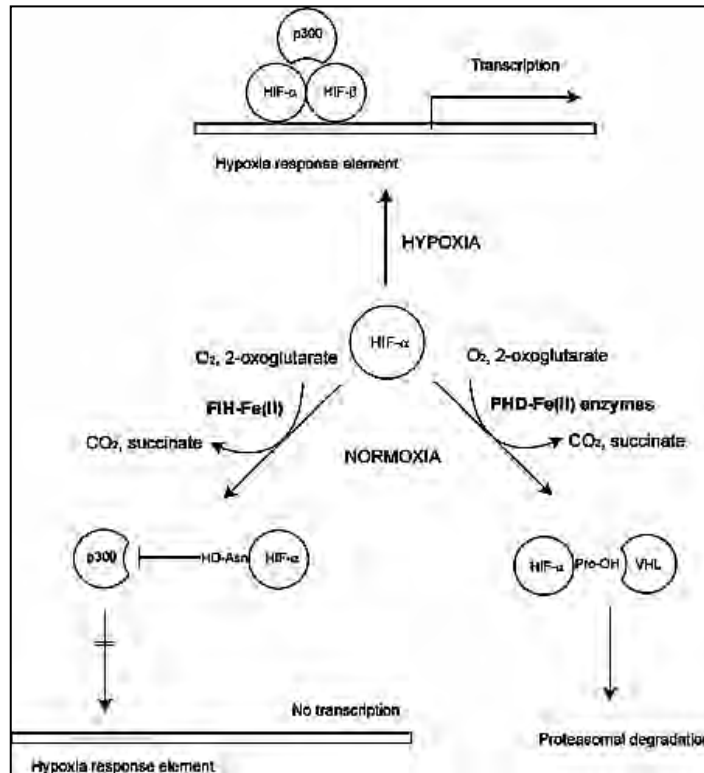 p300
Transcription
HIF-α
HIF-β
Hypoxia response element
HYPOXIA
HIF-α
O₂, 2-oxoglutarate
O₂, 2-oxoglutarate
FIH-Fe(II)
PHD-Fe(II) enzymes
CO₂, succinate
NORMOXIA
CO₂, succinate
p300
HO-Asn
HIF-α
HIF-α
Pro-OH
VHL
No transcription
Proteasomal degradation
Hypoxia response element